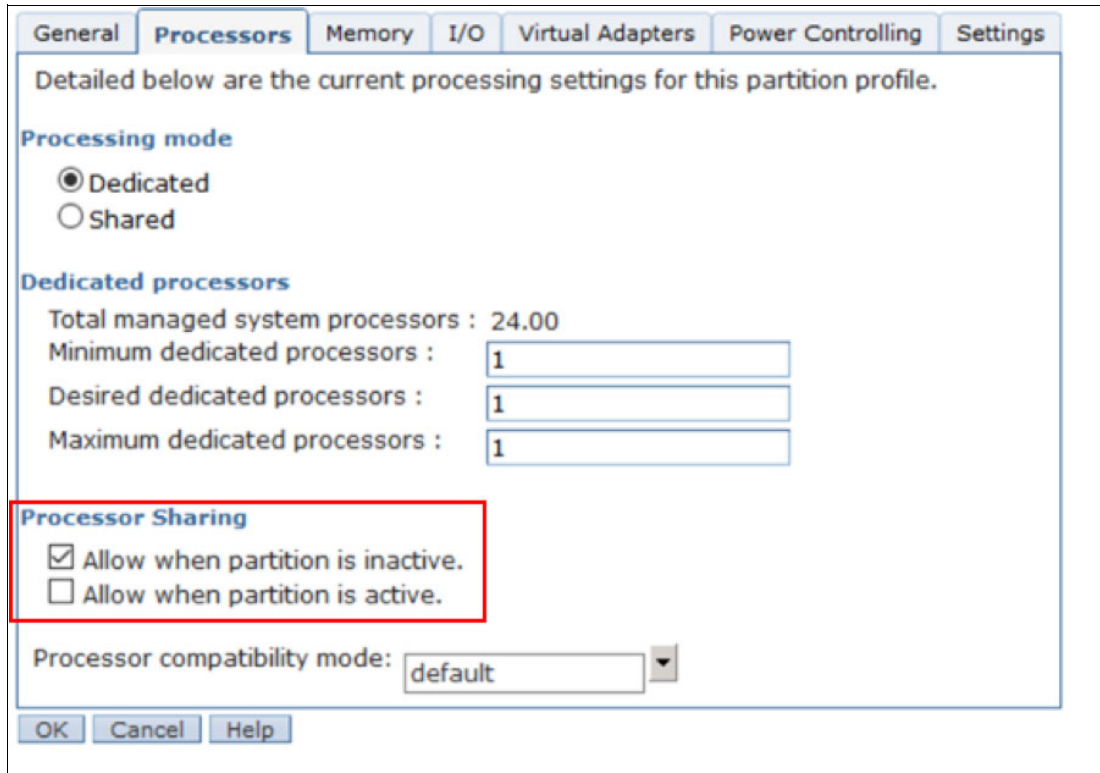 General Processors Memory I/O Virtual Adapters Power Controlling Settings
Detailed below are the current processing settings for this partition profile.
Processing mode
Dedicated
Shared
Dedicated processors
Total managed system processors : 24.00
Minimum dedicated processors : 1
Desired dedicated processors : 1
Maximum dedicated processors : 1
Processor Sharing
Allow when partition is inactive.
Allow when partition is active.
Processor compatibility mode: default
OK Cancel Help